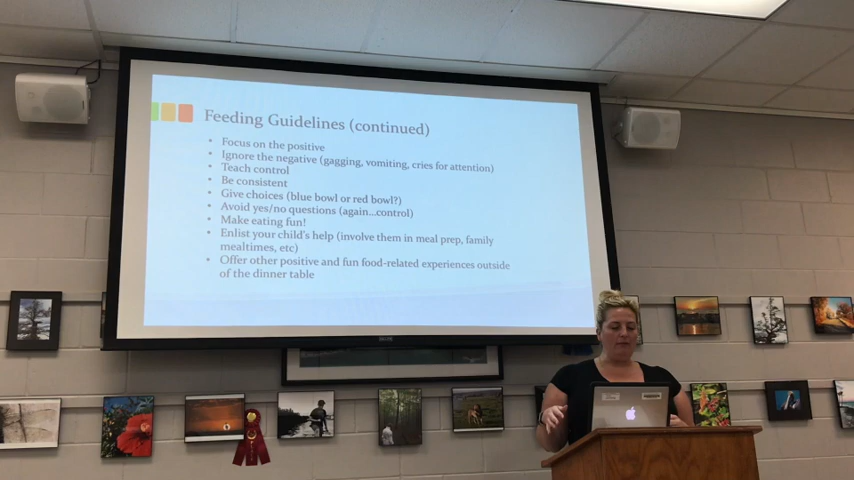 Feeding Guidelines (continued)
• Focus on the positive
• Ignore the negative (gagging, vomiting, cries for attention)
• Teach control
• Be consistent
• Give choices (blue bowl or red bowl?)
• Avoid yes/no questions (again...control)
• Make eating fun!
• Enlist your child's help (involve them in meal prep, family
mealtimes, etc)
• Offer other positive and fun food-related experiences outside
of the dinner table